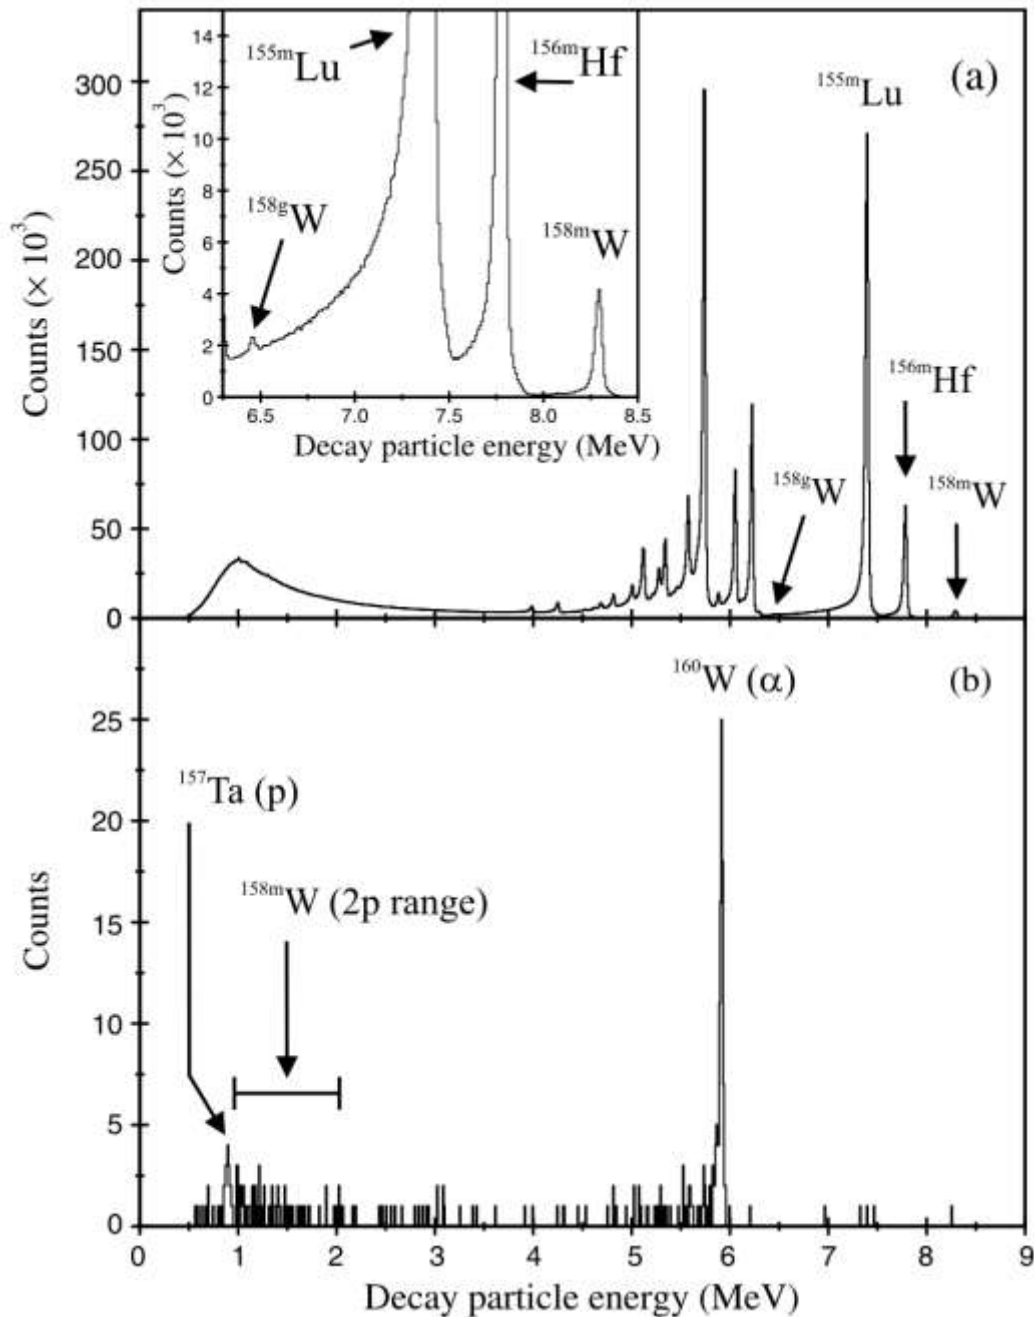 (a)
Counts (× 10³)
300
250
200
150
100
50
0
¹⁵⁵ᵐLu
¹⁵⁶ᵐHf
¹⁵⁸ᵍW
¹⁵⁸ᵐW
Counts (× 10³)
14
12
10
8
6
4
2
0
6.5 7.0 7.5 8.0 8.5
Decay particle energy (MeV)
¹⁵⁵ᵐLu
¹⁵⁶ᵐHf
¹⁵⁸ᵍW
¹⁵⁸ᵐW
(b)
¹⁶⁰W (α)
¹⁵⁷Ta (p)
¹⁵⁸ᵐW (2p range)
Counts
25
20
15
10
5
0
0 1 2 3 4 5 6 7 8 9
Decay particle energy (MeV)